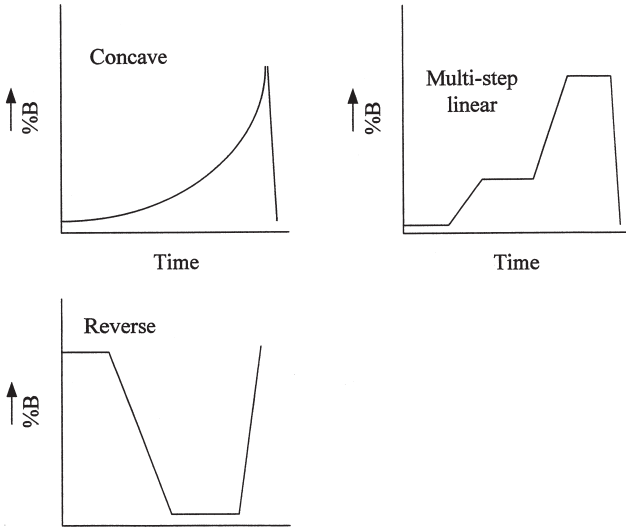 Concave
%B
Time
Multi-step
linear
%B
Time
Reverse
%B